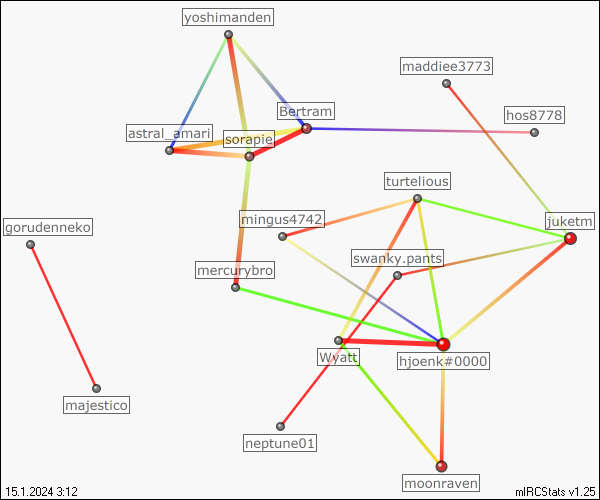 yoshimanden
maddiee3773
Bertram
hos8778
astral_amari
sorapie
turtelious
mingus4742
juketm
gorudenneko
swanky.pants
mercurybro
Wyatt
hjoenk#0000
majestico
neptune01
moonraven
15.1.2024 3:12
mIRCStats v1.25